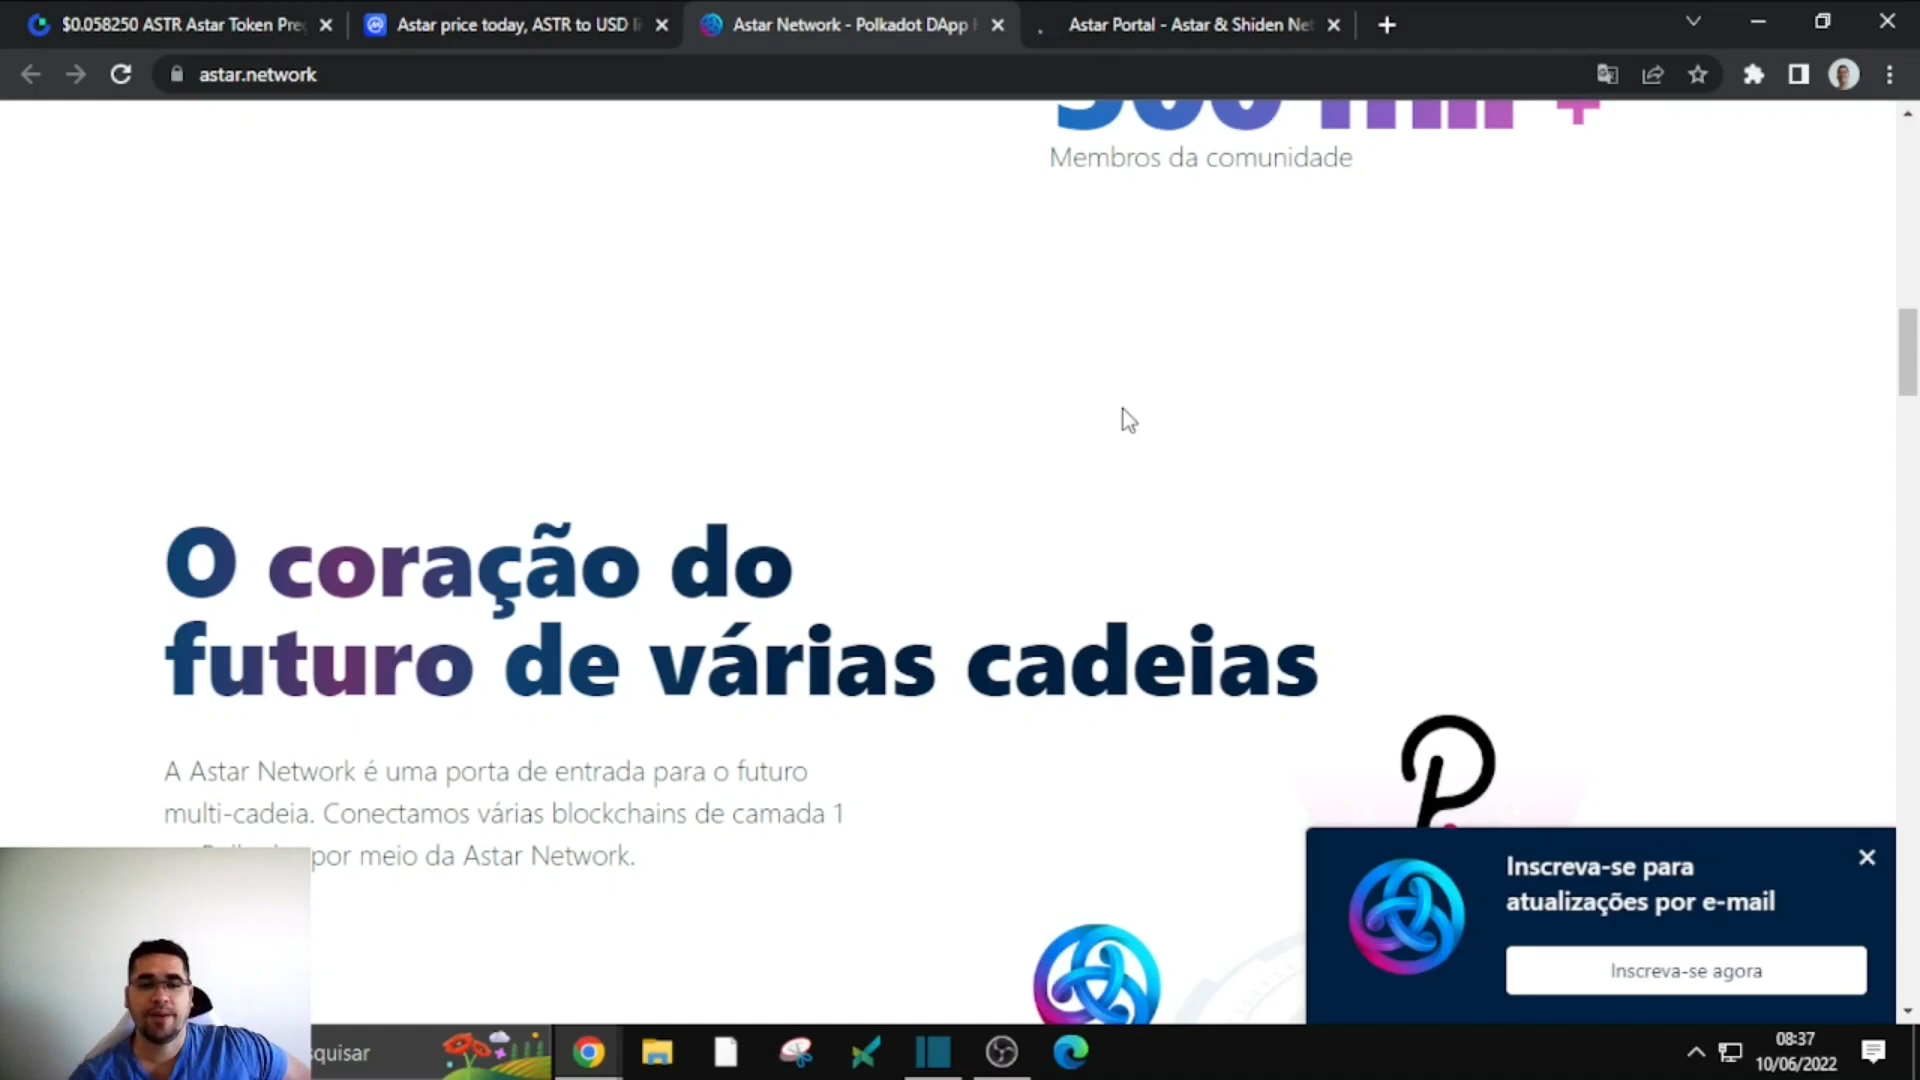 $0.058250 ASTR Astar Token Pre
Astar price today, ASTR to USD li
Astar Network - Polkadot DApp
Astar Portal - Astar & Shiden Net
astar.network
Membros da comunidade
O coração do
futuro de várias cadeias
A Astar Network é uma porta de entrada para o futuro
multi-cadeia. Conectamos várias blockchains de camada 1
por meio da Astar Network.
Inscreva-se para
atualizações por e-mail
Inscreva-se agora
squisar
08:37
10/06/2022